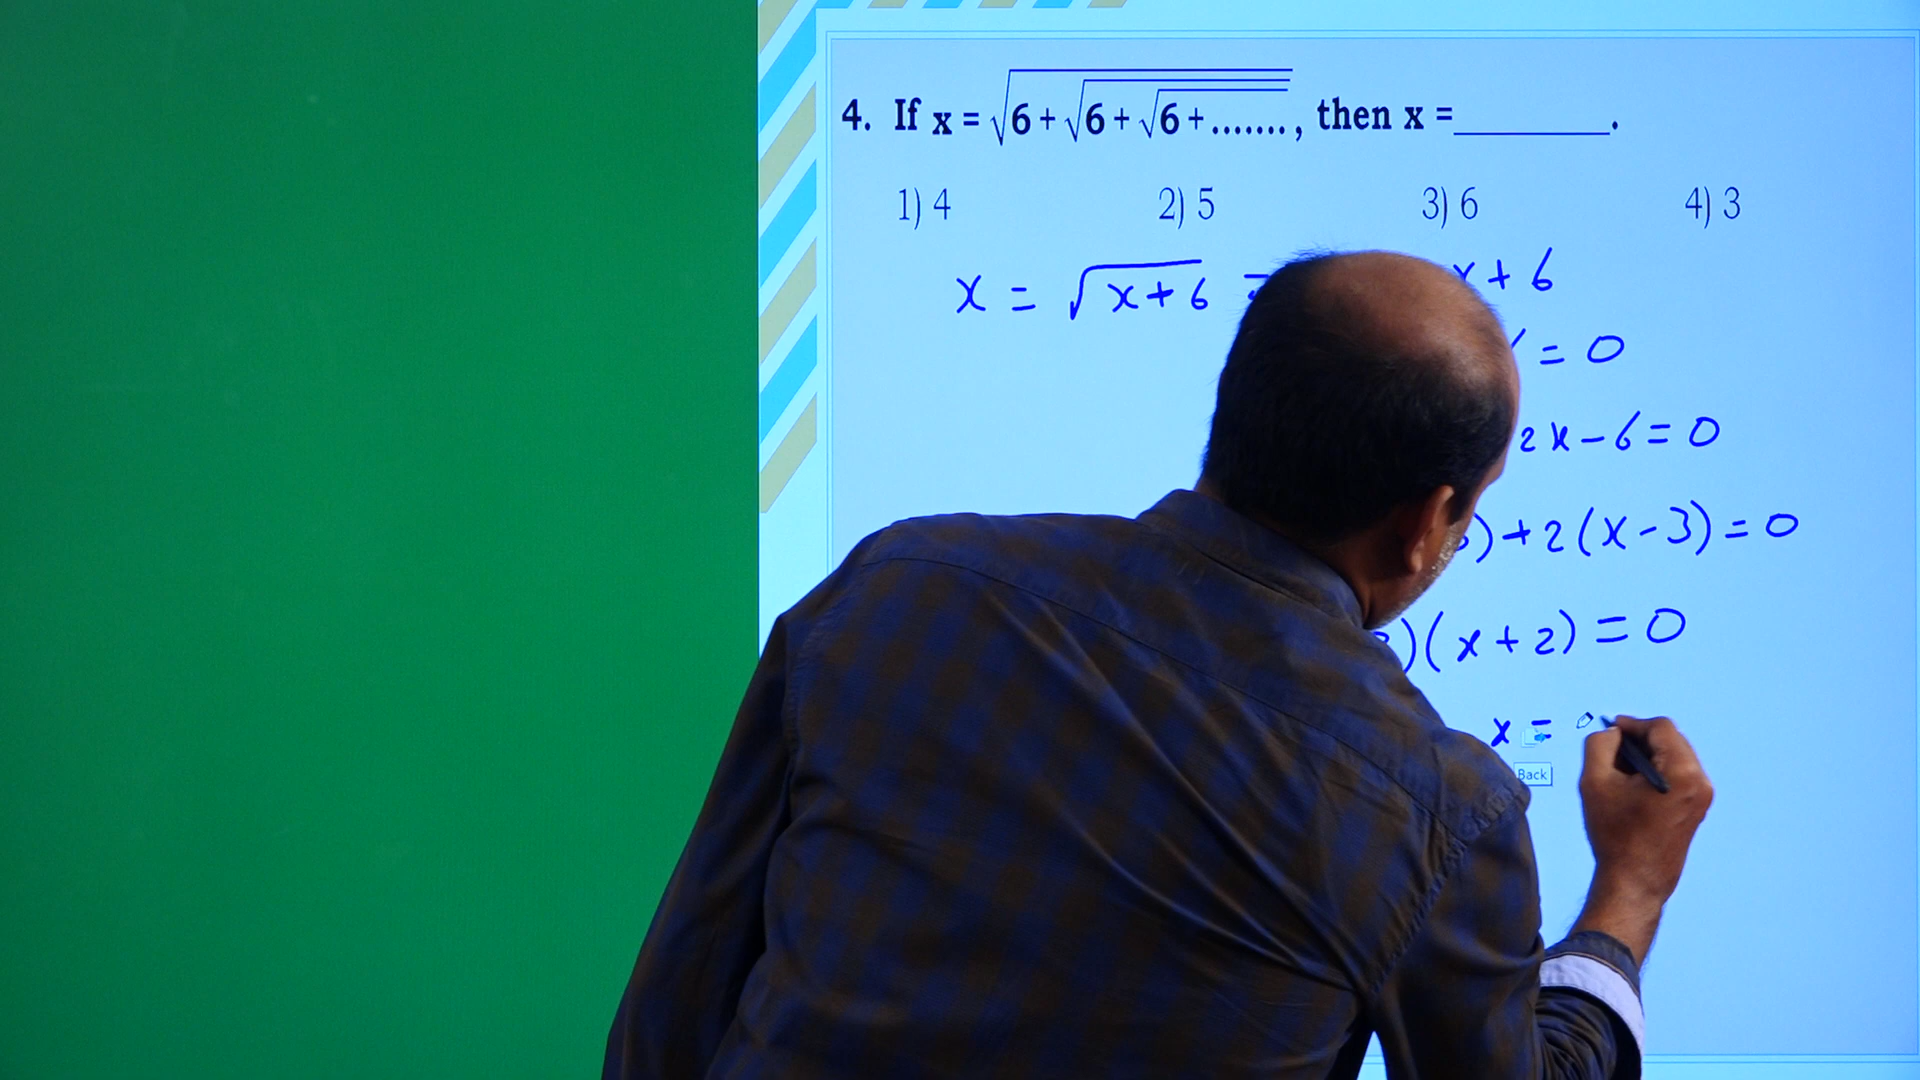 4. If x = √6 + √6 + √6 + ......., then x = ________.
1) 4 2) 5 3) 6 4) 3
x = √x + 6 x + 6
= 0
2x - 6 = 0
) + 2 (x - 3) = 0
) (x + 2) = 0
x =
Back